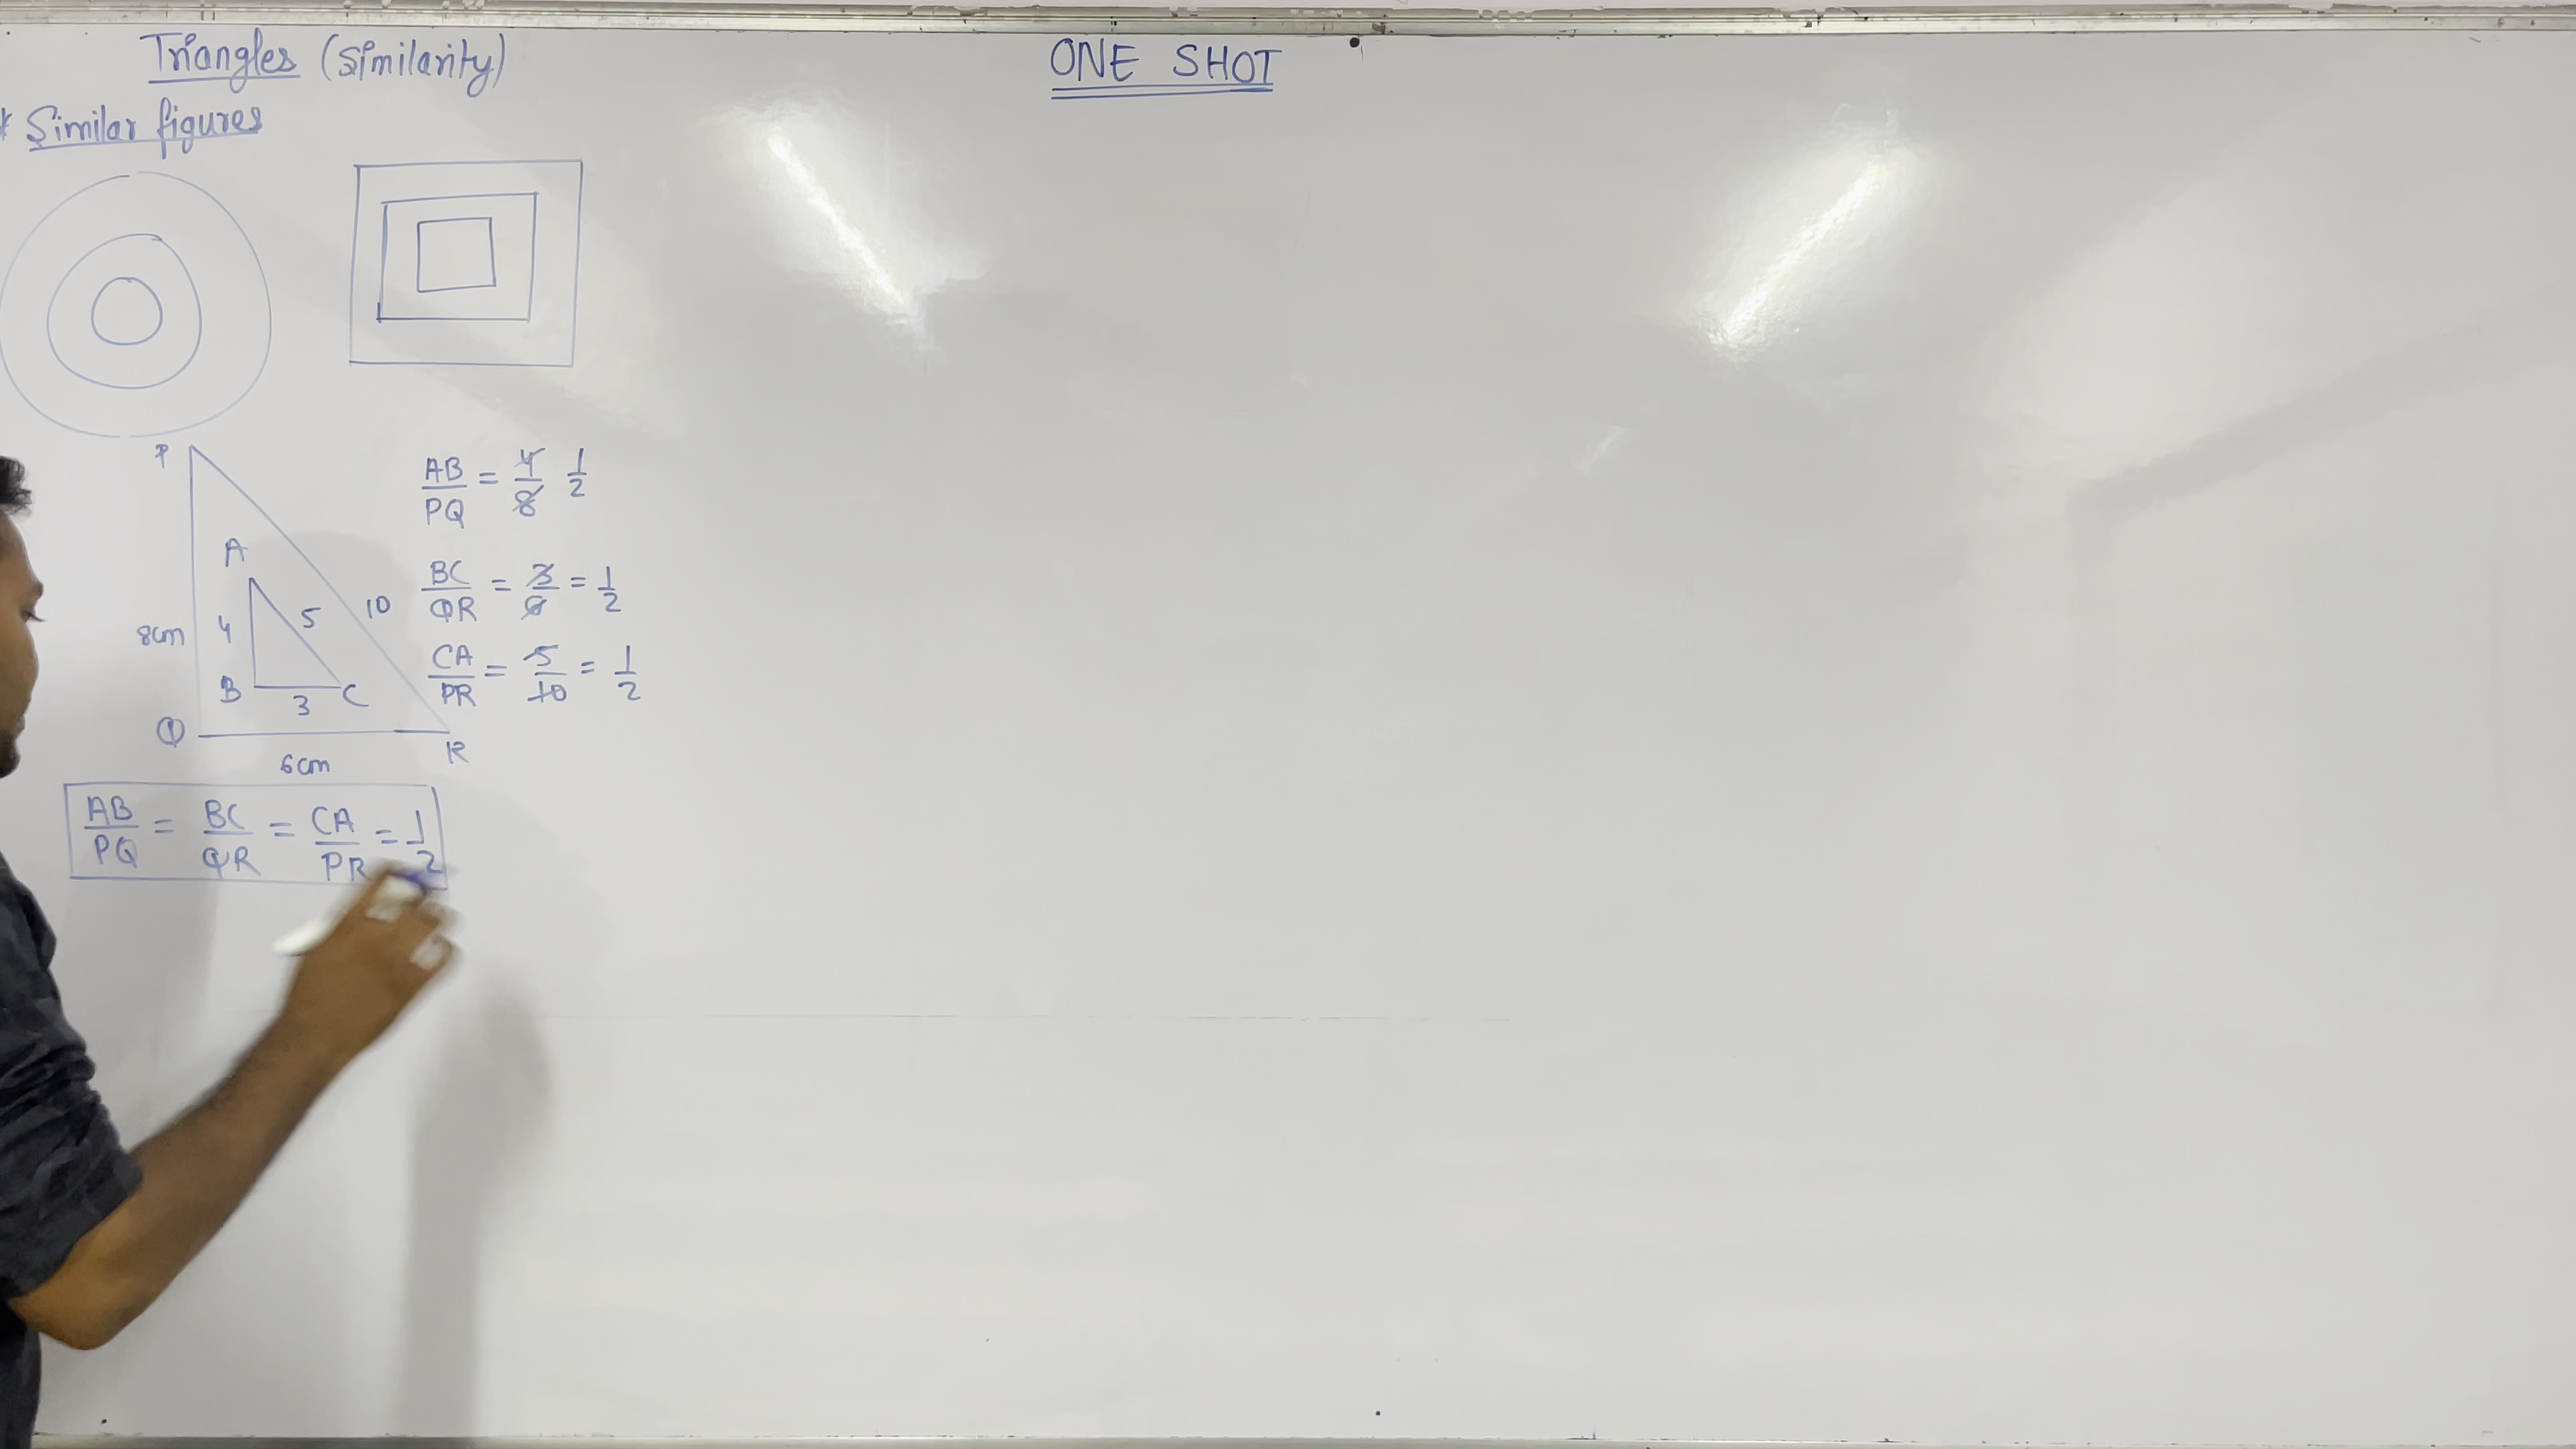 Triangles (Similarity)
ONE SHOT
* Similar figures
P
A
8cm
4
5
10
B
3
C
Q
R
6cm
AB/PQ = 4/8 1/2
BC/QR = 3/6 = 1/2
CA/PR = 5/10 = 1/2
AB/PQ = BC/QR = CA/PR = 1/2